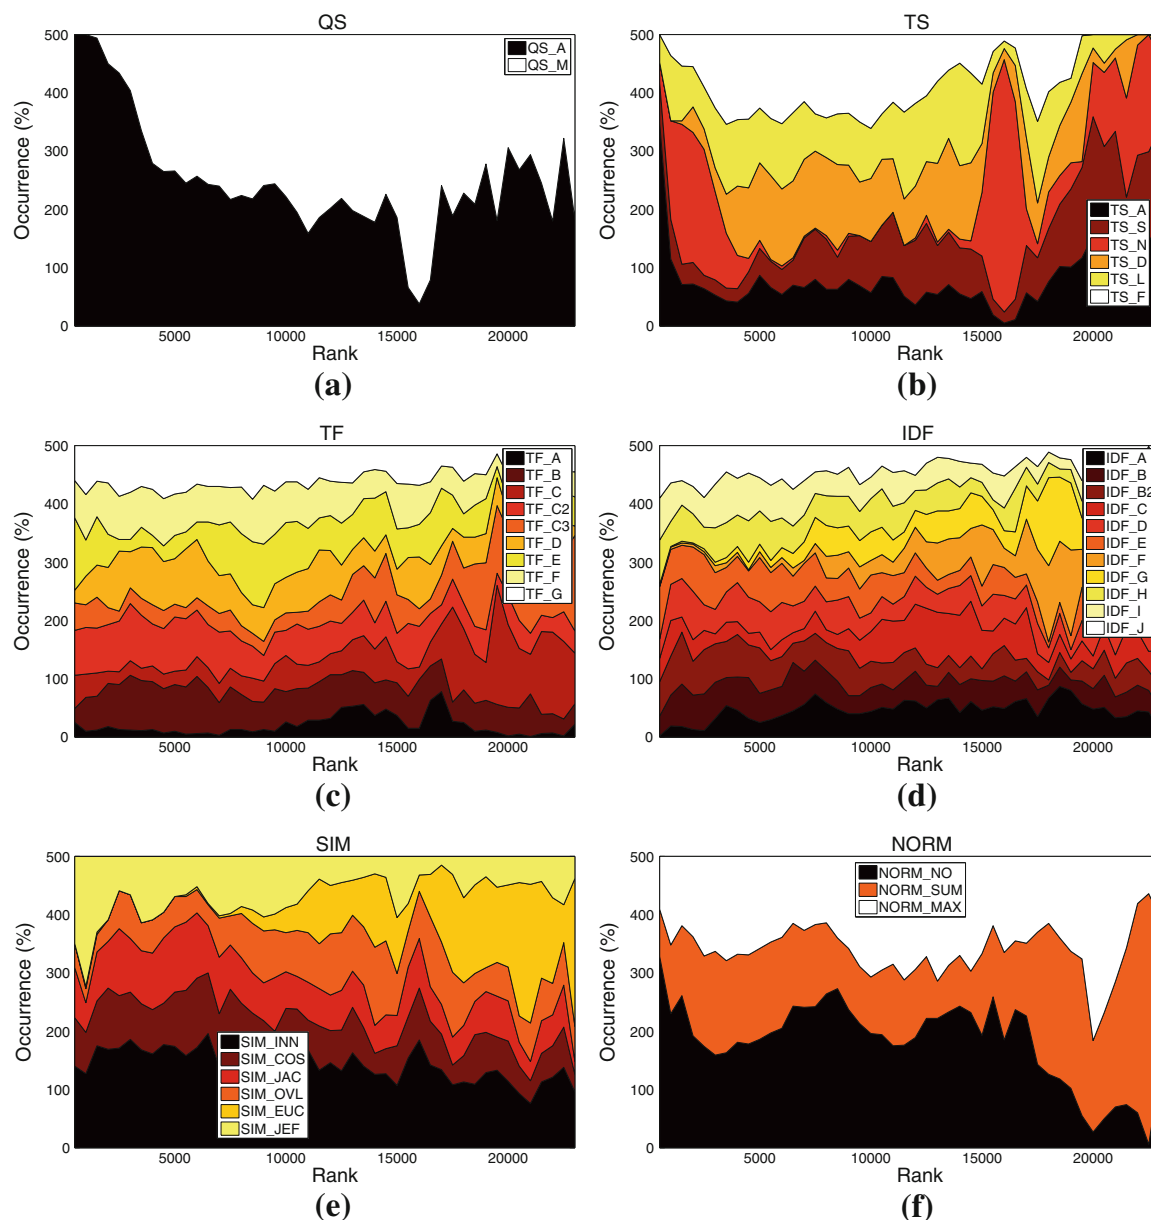 QS
500
400
300
200
100
0
Occurrence (%)
QS_A
QS_M
5000
10000
15000
20000
Rank
(a)
TS
500
400
300
200
100
0
Occurrence (%)
TS_A
TS_S
TS_N
TS_D
TS_L
TS_F
5000
10000
15000
20000
Rank
(b)
TF
500
400
300
200
100
0
Occurrence (%)
TF_A
TF_B
TF_C
TF_C2
TF_C3
TF_D
TF_E
TF_F
TF_G
5000
10000
15000
20000
Rank
(c)
IDF
500
400
300
200
100
0
Occurrence (%)
IDF_A
IDF_B
IDF_B2
IDF_C
IDF_D
IDF_E
IDF_F
IDF_G
IDF_H
IDF_I
IDF_J
5000
10000
15000
20000
Rank
(d)
SIM
500
400
300
200
100
0
Occurrence (%)
SIM_INN
SIM_COS
SIM_JAC
SIM_OVL
SIM_EUC
SIM_JEF
5000
10000
15000
20000
Rank
(e)
NORM
500
400
300
200
100
0
Occurrence (%)
NORM_NO
NORM_SUM
NORM_MAX
5000
10000
15000
20000
Rank
(f)